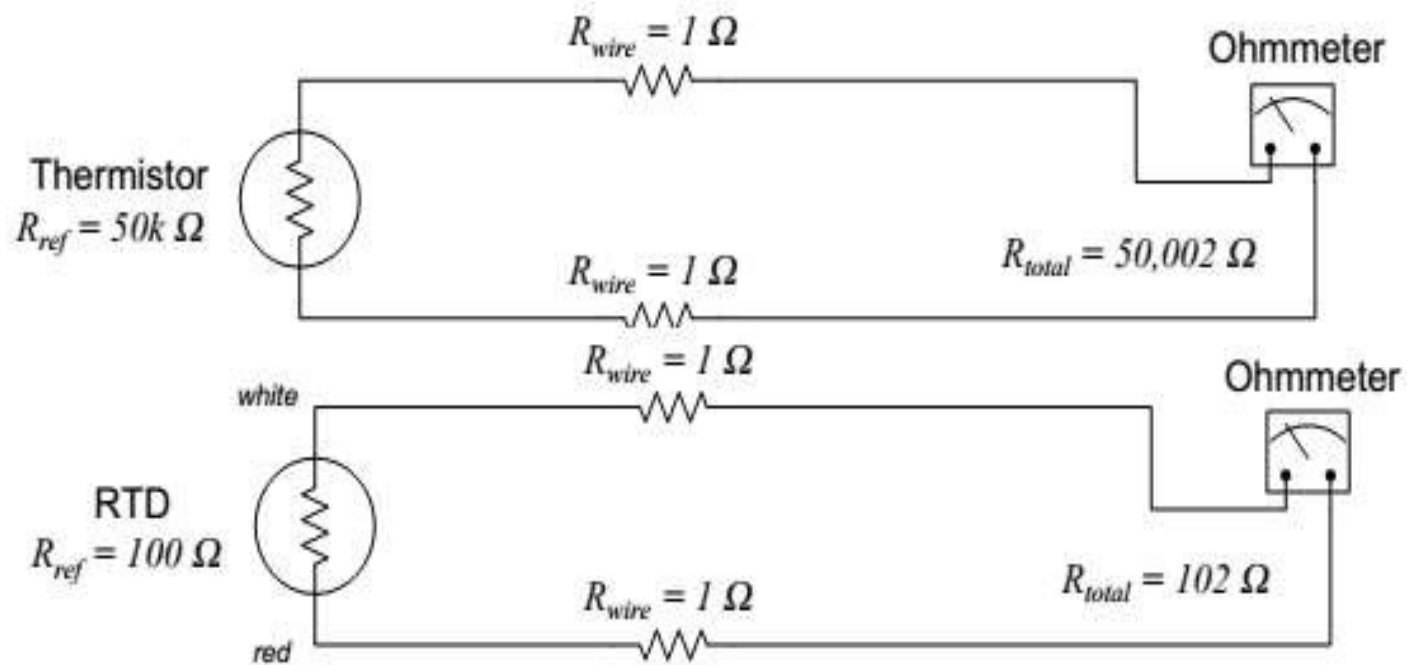 R_wire = 1 Ω
Ohmmeter
Thermistor
R_ref = 50k Ω
R_wire = 1 Ω
R_total = 50,002 Ω
R_wire = 1 Ω
Ohmmeter
white
RTD
R_ref = 100 Ω
R_wire = 1 Ω
R_total = 102 Ω
red